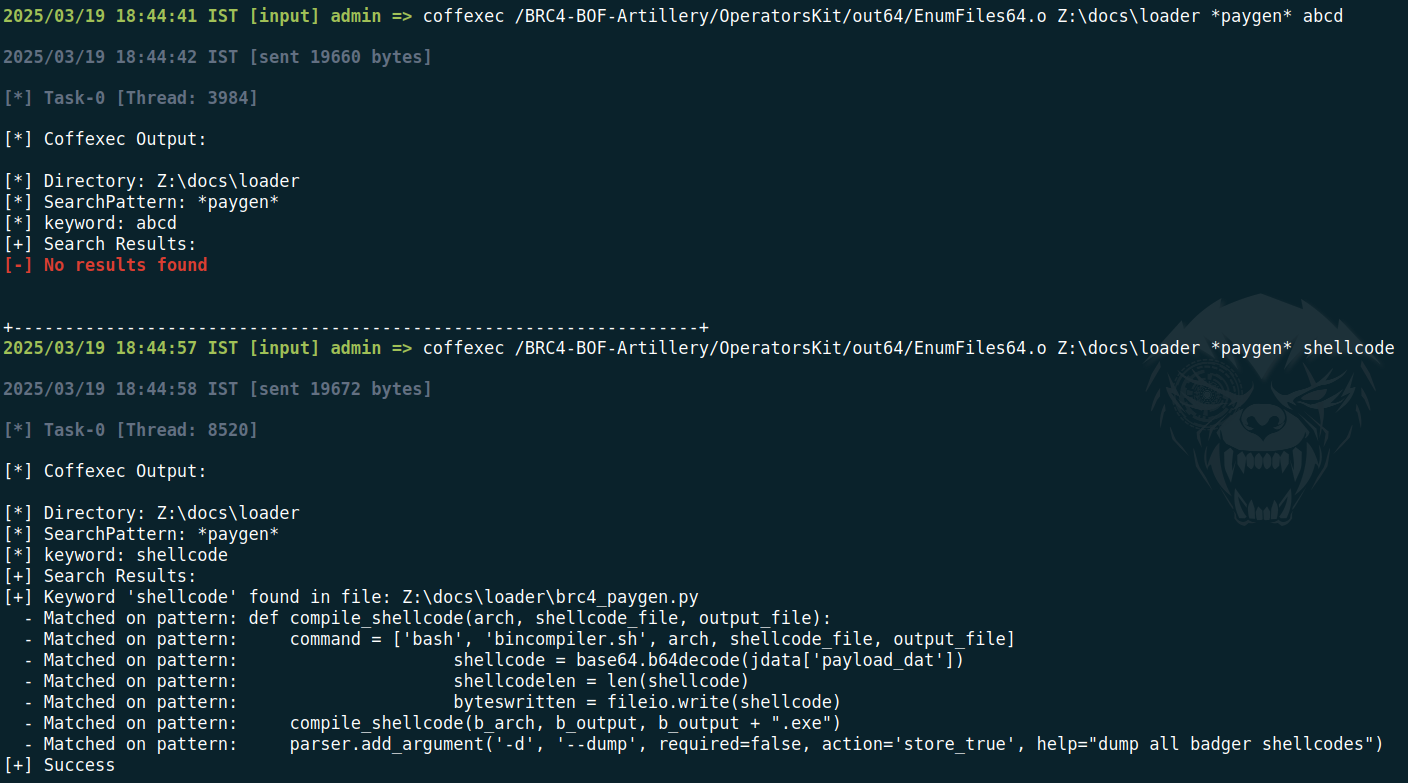 2025/03/19 18:44:41 IST [input] admin => coffexec /BRC4-BOF-Artillery/OperatorsKit/out64/EnumFiles64.o Z:\docs\loader *paygen* abcd
2025/03/19 18:44:42 IST [sent 19660 bytes]
[*] Task-0 [Thread: 3984]
[*] Coffexec Output:
[*] Directory: Z:\docs\loader
[*] SearchPattern: *paygen*
[*] keyword: abcd
[+] Search Results:
[-] No results found
+-------------------------------------------------------------------+
2025/03/19 18:44:57 IST [input] admin => coffexec /BRC4-BOF-Artillery/OperatorsKit/out64/EnumFiles64.o Z:\docs\loader *paygen* shellcode
2025/03/19 18:44:58 IST [sent 19672 bytes]
[*] Task-0 [Thread: 8520]
[*] Coffexec Output:
[*] Directory: Z:\docs\loader
[*] SearchPattern: *paygen*
[*] keyword: shellcode
[+] Search Results:
[+] Keyword 'shellcode' found in file: Z:\docs\loader\brc4_paygen.py
  - Matched on pattern: def compile_shellcode(arch, shellcode_file, output_file):
  - Matched on pattern:     command = ['bash', 'bincompiler.sh', arch, shellcode_file, output_file]
  - Matched on pattern:                     shellcode = base64.b64decode(jdata['payload_dat'])
  - Matched on pattern:                     shellcodelen = len(shellcode)
  - Matched on pattern:                     byteswritten = fileio.write(shellcode)
  - Matched on pattern:     compile_shellcode(b_arch, b_output, b_output + ".exe")
  - Matched on pattern:     parser.add_argument('-d', '--dump', required=false, action='store_true', help="dump all badger shellcodes")
[+] Success